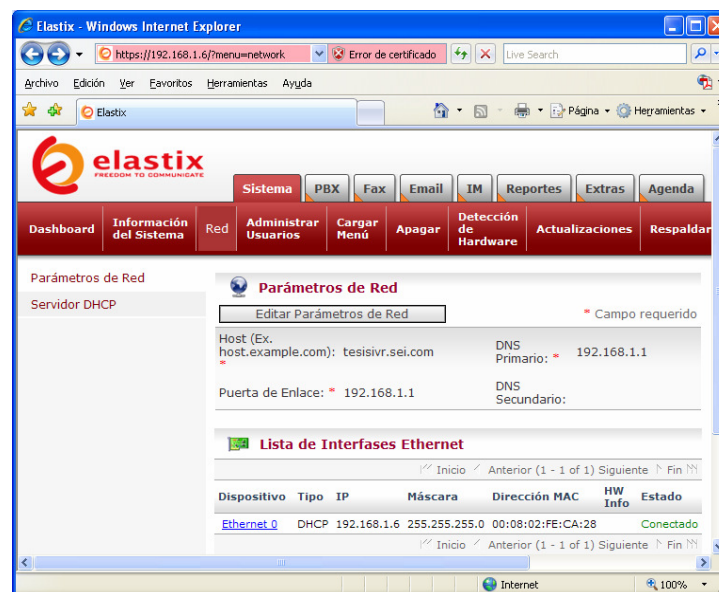 Elastix - Windows Internet Explorer
https://192.168.1.6/?menu=network Error de certificado Live Search
Archivo Edición Ver Favoritos Herramientas Ayuda
Elastix Página Herramientas
elastix
FREEDOM TO COMMUNICATE
Sistema PBX Fax Email IM Reportes Extras Agenda
Dashboard Información del Sistema Red Administrar Usuarios Cargar Menú Apagar Detección de Hardware Actualizaciones Respaldar
Parámetros de Red
Servidor DHCP
Parámetros de Red
Editar Parámetros de Red * Campo requerido
Host (Ex.
host.example.com): tesisivr.sei.com
*
DNS
Primario: * 192.168.1.1
Puerta de Enlace: * 192.168.1.1
DNS
Secundario:
Lista de Interfases Ethernet
Inicio Anterior (1 - 1 of 1) Siguiente Fin
Dispositivo Tipo IP Máscara Dirección MAC HW Info Estado
Ethernet 0 DHCP 192.168.1.6 255.255.255.0 00:08:02:FE:CA:28 Conectado
Inicio Anterior (1 - 1 of 1) Siguiente Fin
Internet 100%